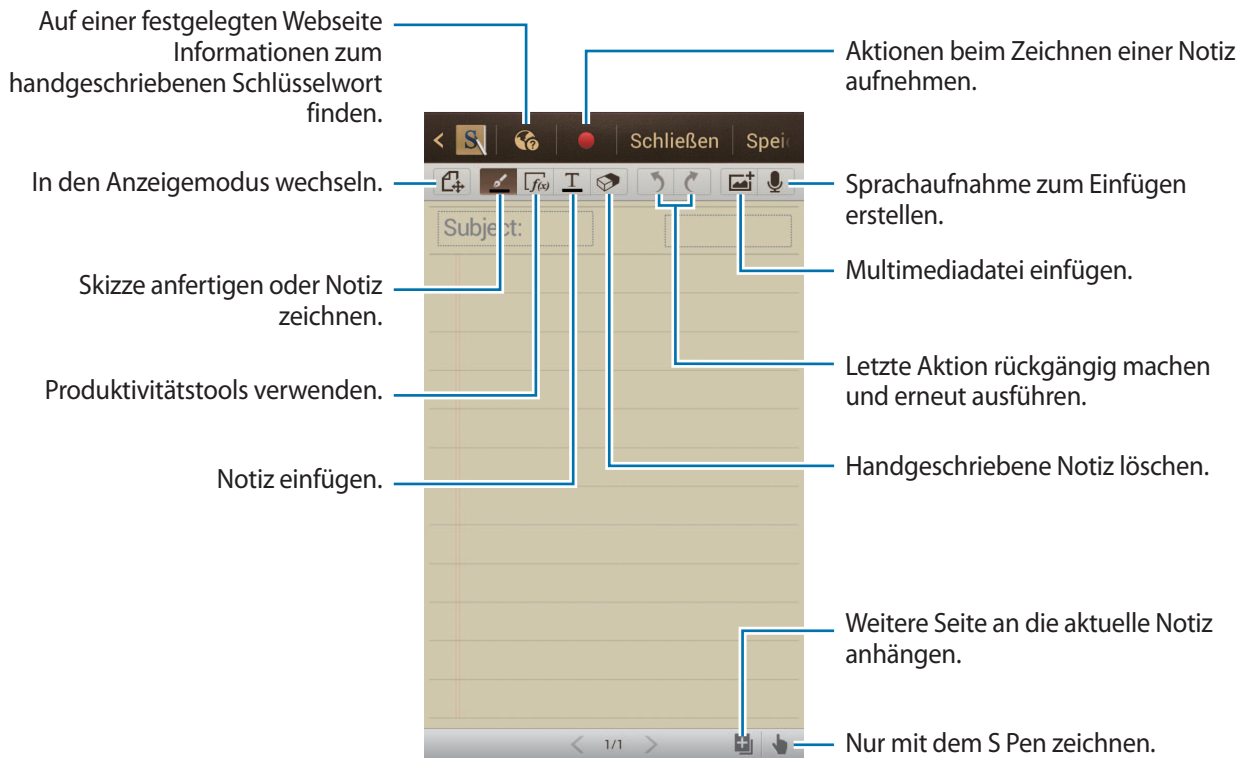 Auf einer festgelegten Webseite
Informationen zum
handgeschriebenen Schlüsselwort
finden.
Aktionen beim Zeichnen einer Notiz
aufnehmen.
S
Schließen
Spei
In den Anzeigemodus wechseln.
f(x)
T
Sprachaufnahme zum Einfügen
erstellen.
Subject:
Multimediadatei einfügen.
Skizze anfertigen oder Notiz
zeichnen.
Letzte Aktion rückgängig machen
und erneut ausführen.
Produktivitätstools verwenden.
Handgeschriebene Notiz löschen.
Notiz einfügen.
Weitere Seite an die aktuelle Notiz
anhängen.
1/1
Nur mit dem S Pen zeichnen.